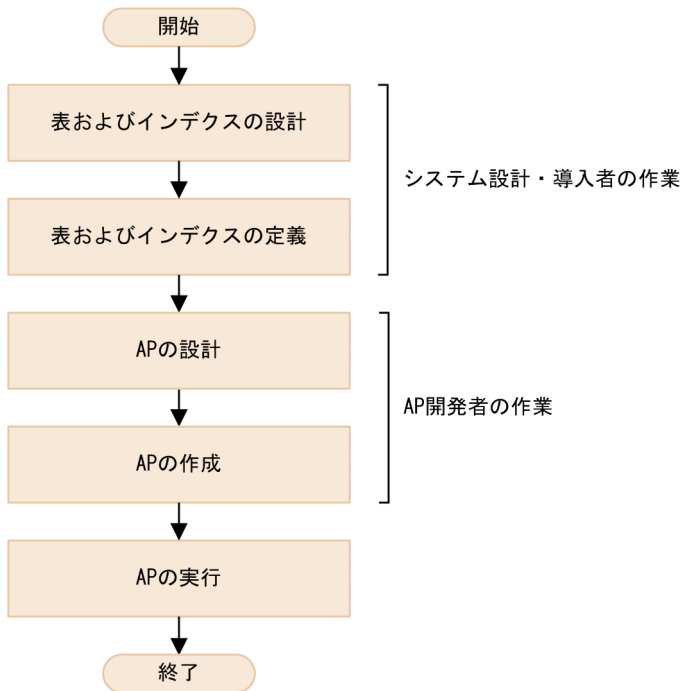 開始
表およびインデクスの設計
システム設計・導入者の作業
表およびインデクスの定義
APの設計
AP開発者の作業
APの作成
APの実行
終了